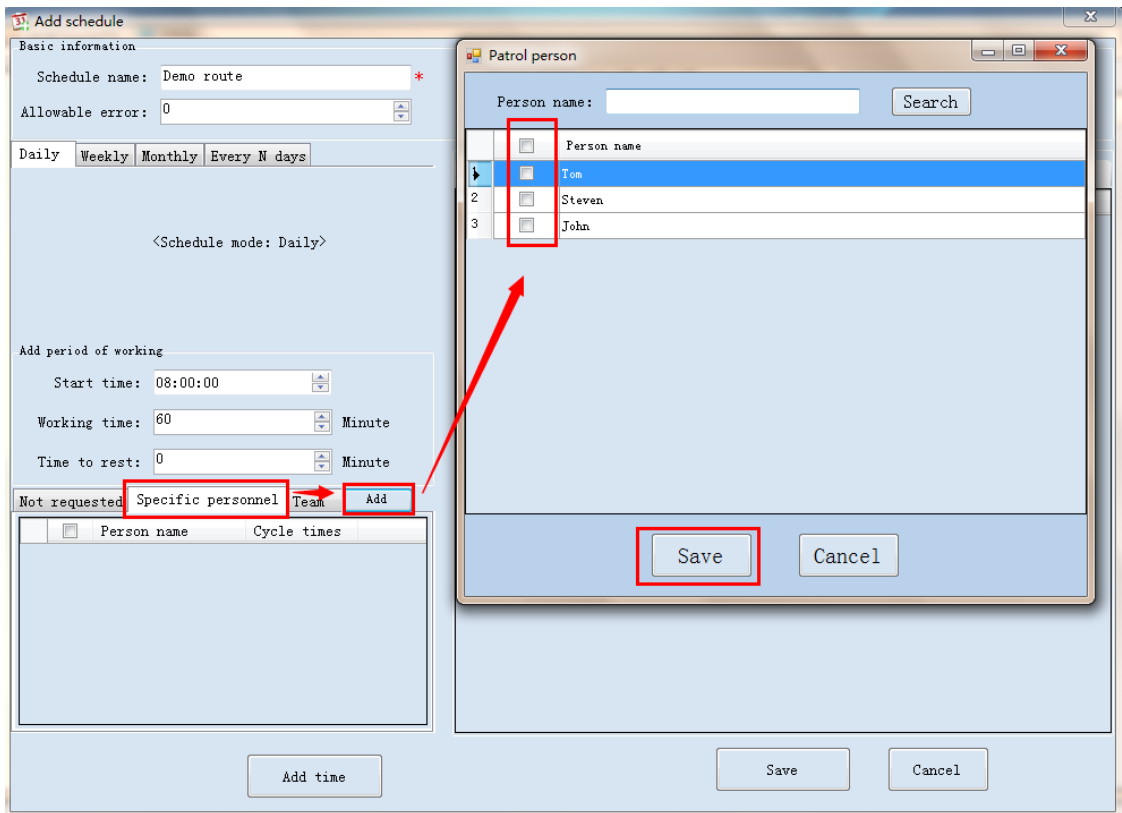 Add schedule
Basic information
Schedule name: Demo route *
Allowable error: 0
Daily Weekly Monthly Every N days
<Schedule mode: Daily>
Add period of working
Start time: 08:00:00
Working time: 60 Minute
Time to rest: 0 Minute
Not requested Specific personnel Team Add
Person name Cycle times
Add time
Patrol person
Person name: Search
Person name
1 Tom
2 Steven
3 John
Save Cancel
Save Cancel